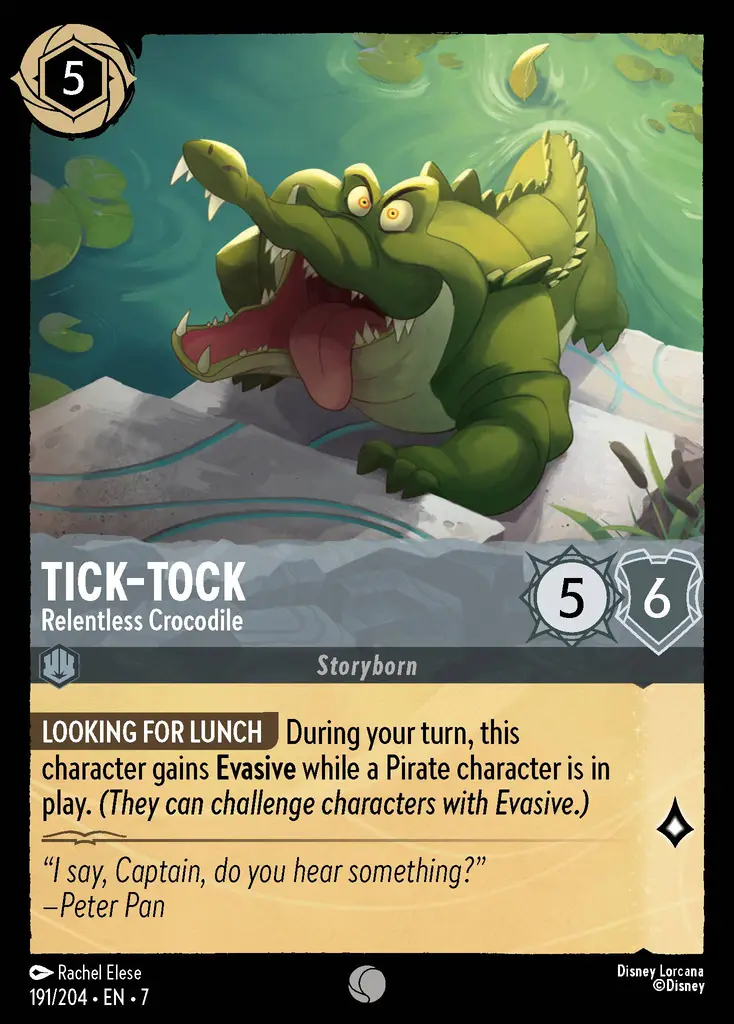 5
TICK-TOCK
Relentless Crocodile
5
6
Storyborn
LOOKING FOR LUNCH During your turn, this
character gains Evasive while a Pirate character is in
play. (They can challenge characters with Evasive.)
“I say, Captain, do you hear something?”
–Peter Pan
Rachel Elese
191/204 • EN • 7
Disney Lorcana
©Disney